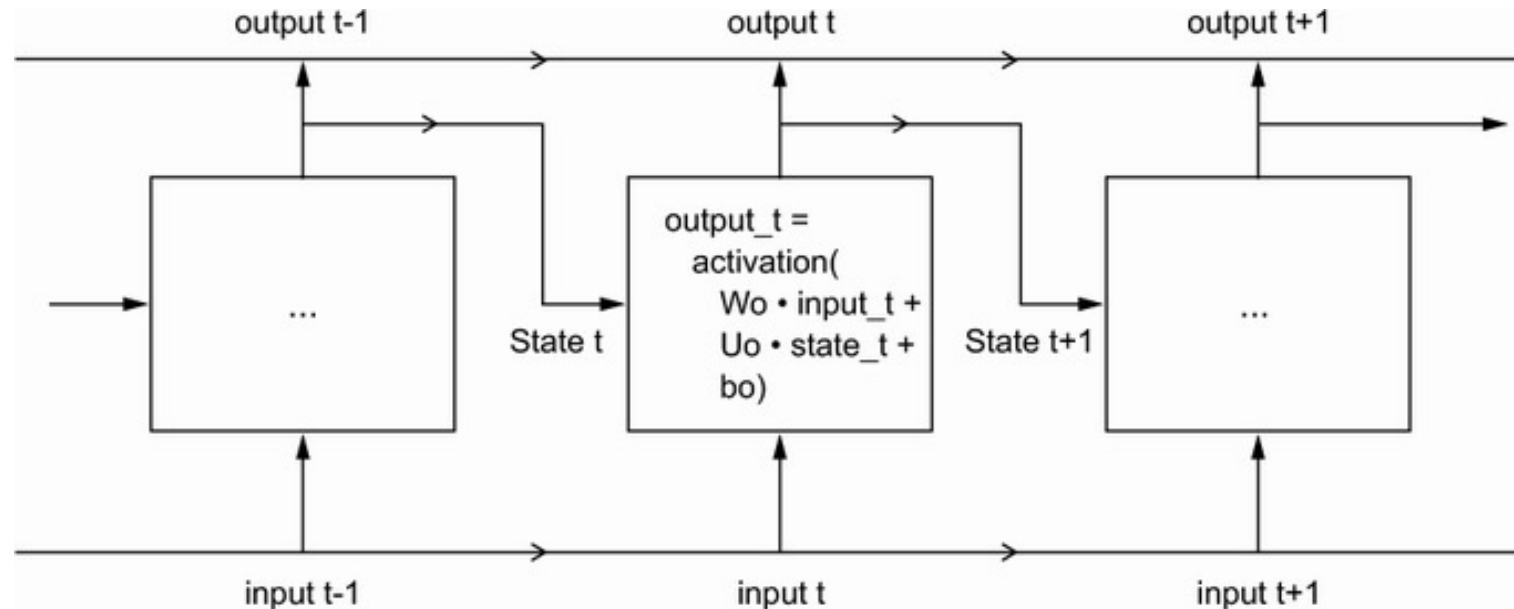 output t-1
output t
output t+1
output_t =
activation(
Wo • input_t +
Uo • state_t +
bo)
...
...
State t
State t+1
input t-1
input t
input t+1